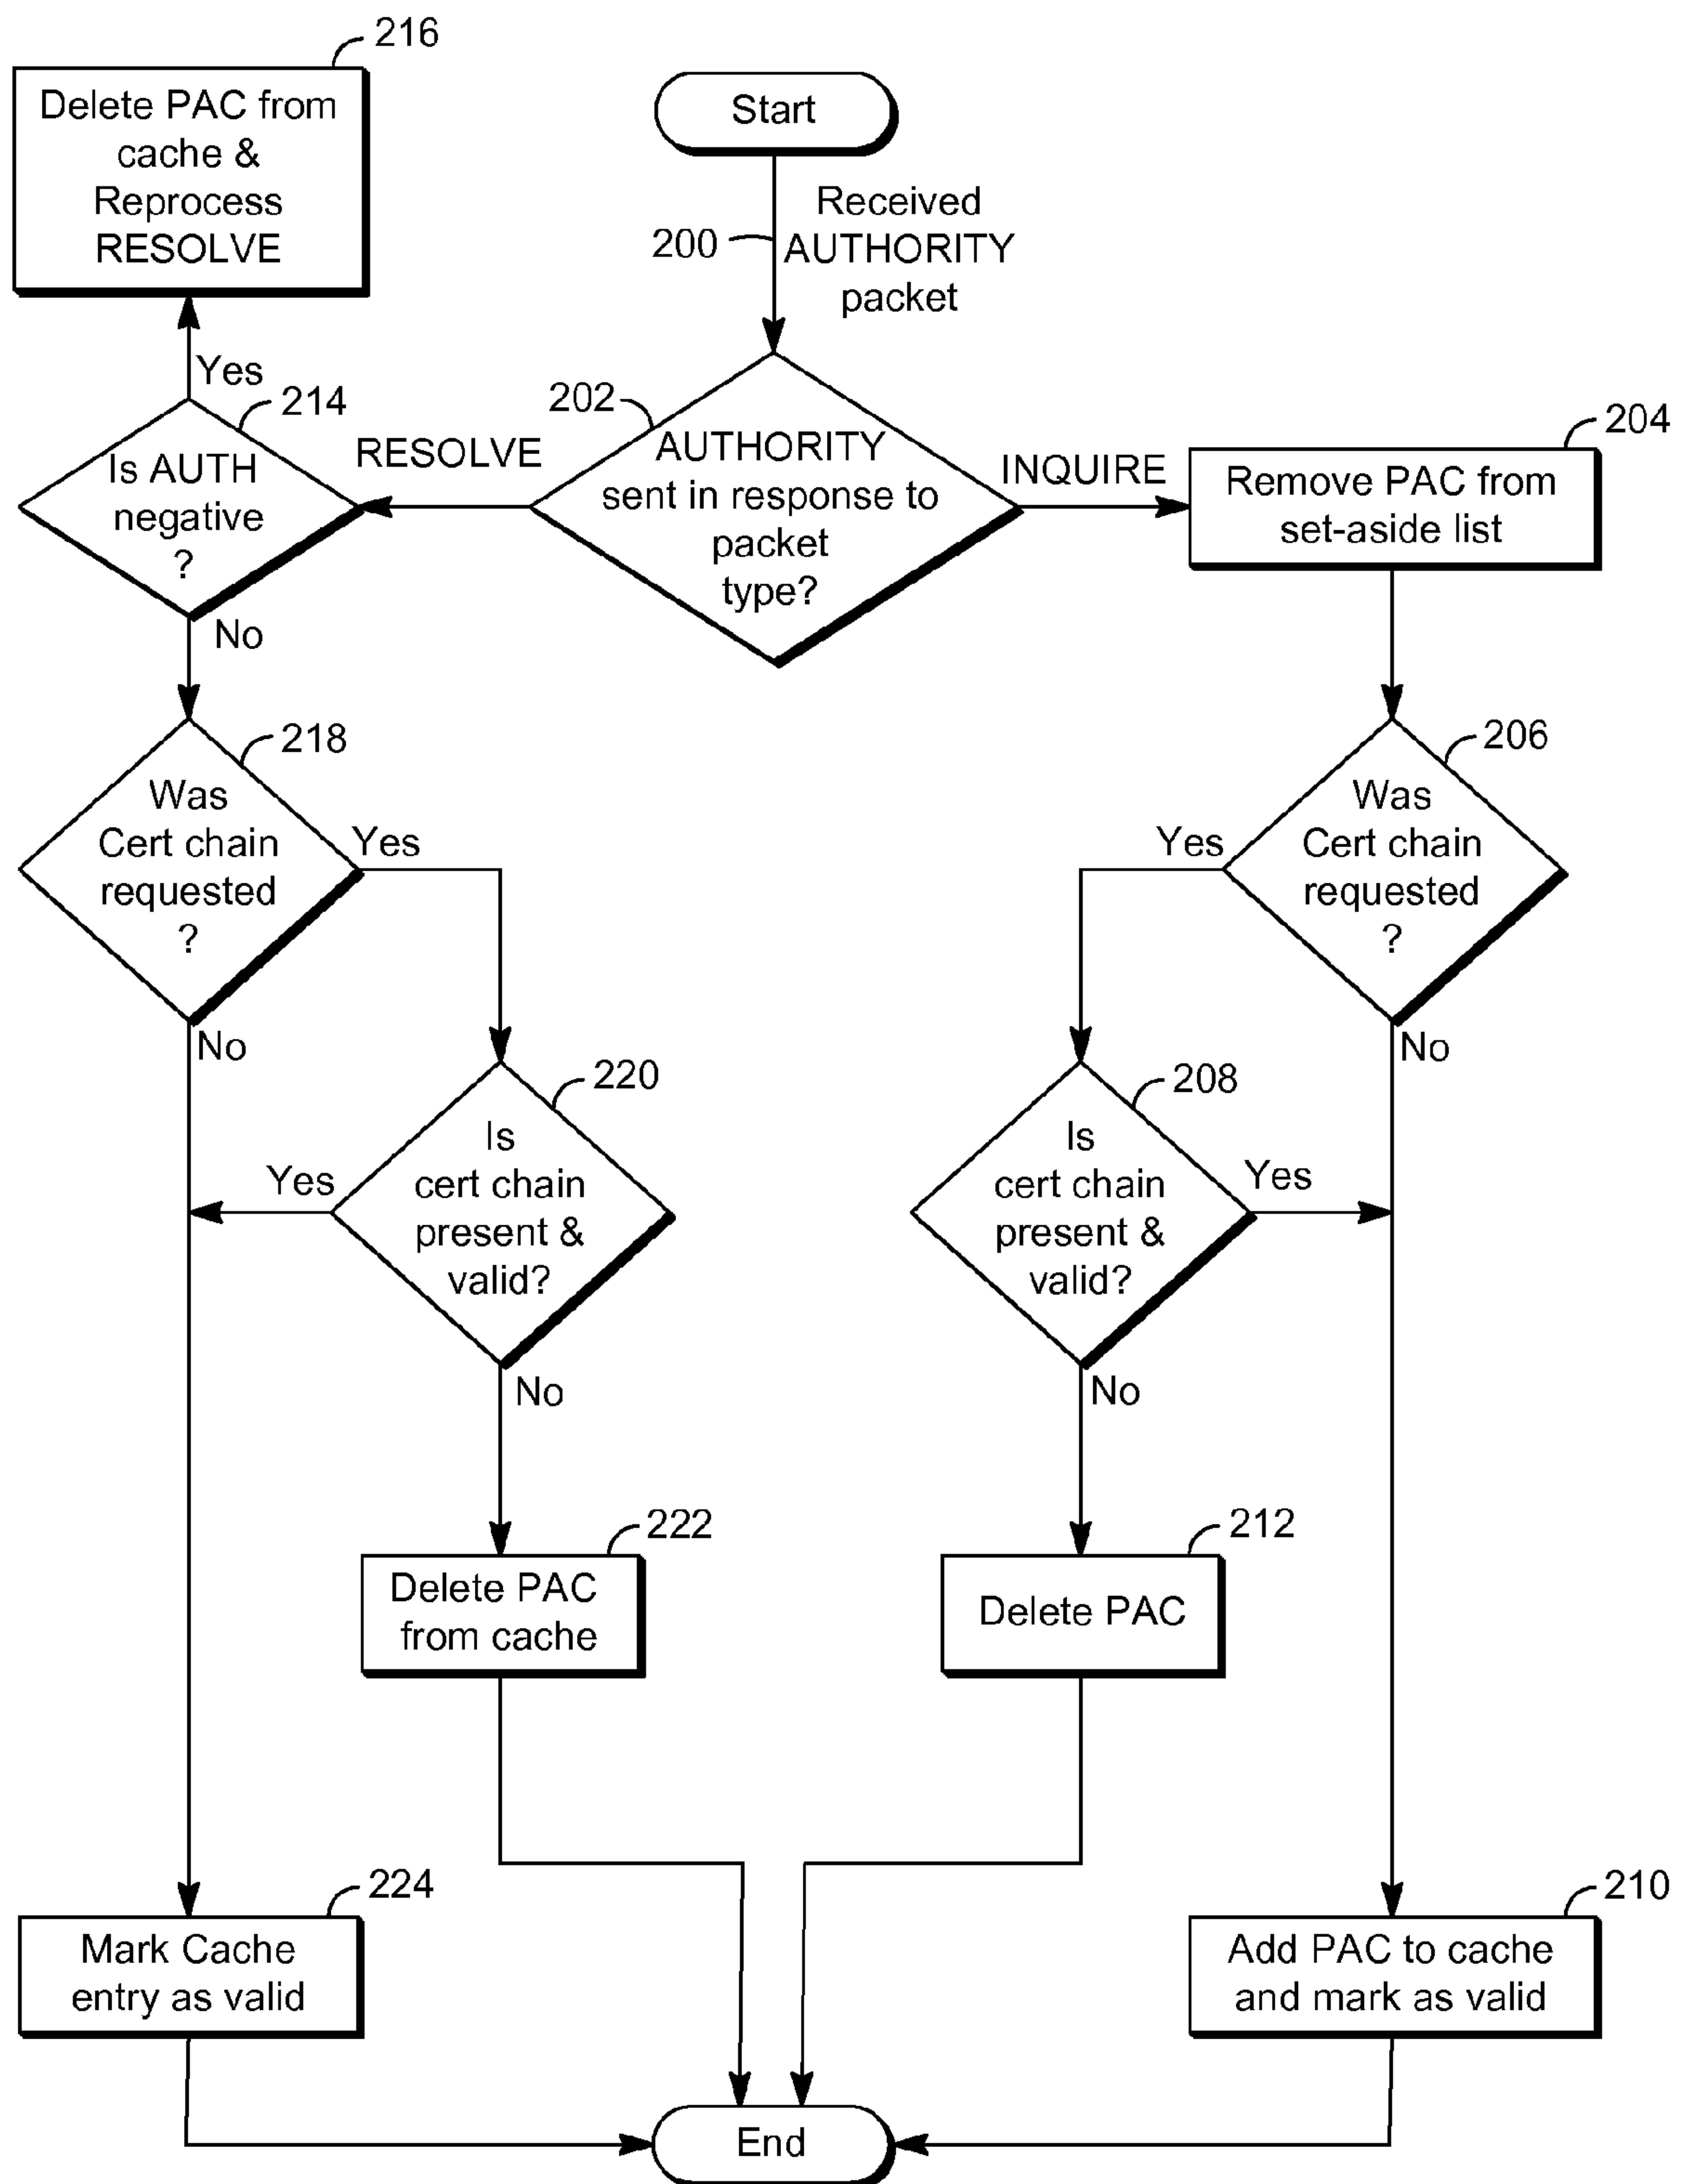 216
Delete PAC from
cache &
Reprocess
RESOLVE
Start
Received
200
AUTHORITY
packet
Yes
214
Is AUTH
negative
?
No
RESOLVE
202
AUTHORITY
sent in response to
packet
type?
INQUIRE
204
Remove PAC from
set-aside list
218
Was
Cert chain
requested
?
Yes
No
206
Was
Cert chain
requested
?
Yes
No
220
Is
cert chain
present &
valid?
Yes
No
208
Is
cert chain
present &
valid?
Yes
No
222
Delete PAC
from cache
212
Delete PAC
224
Mark Cache
entry as valid
210
Add PAC to cache
and mark as valid
End